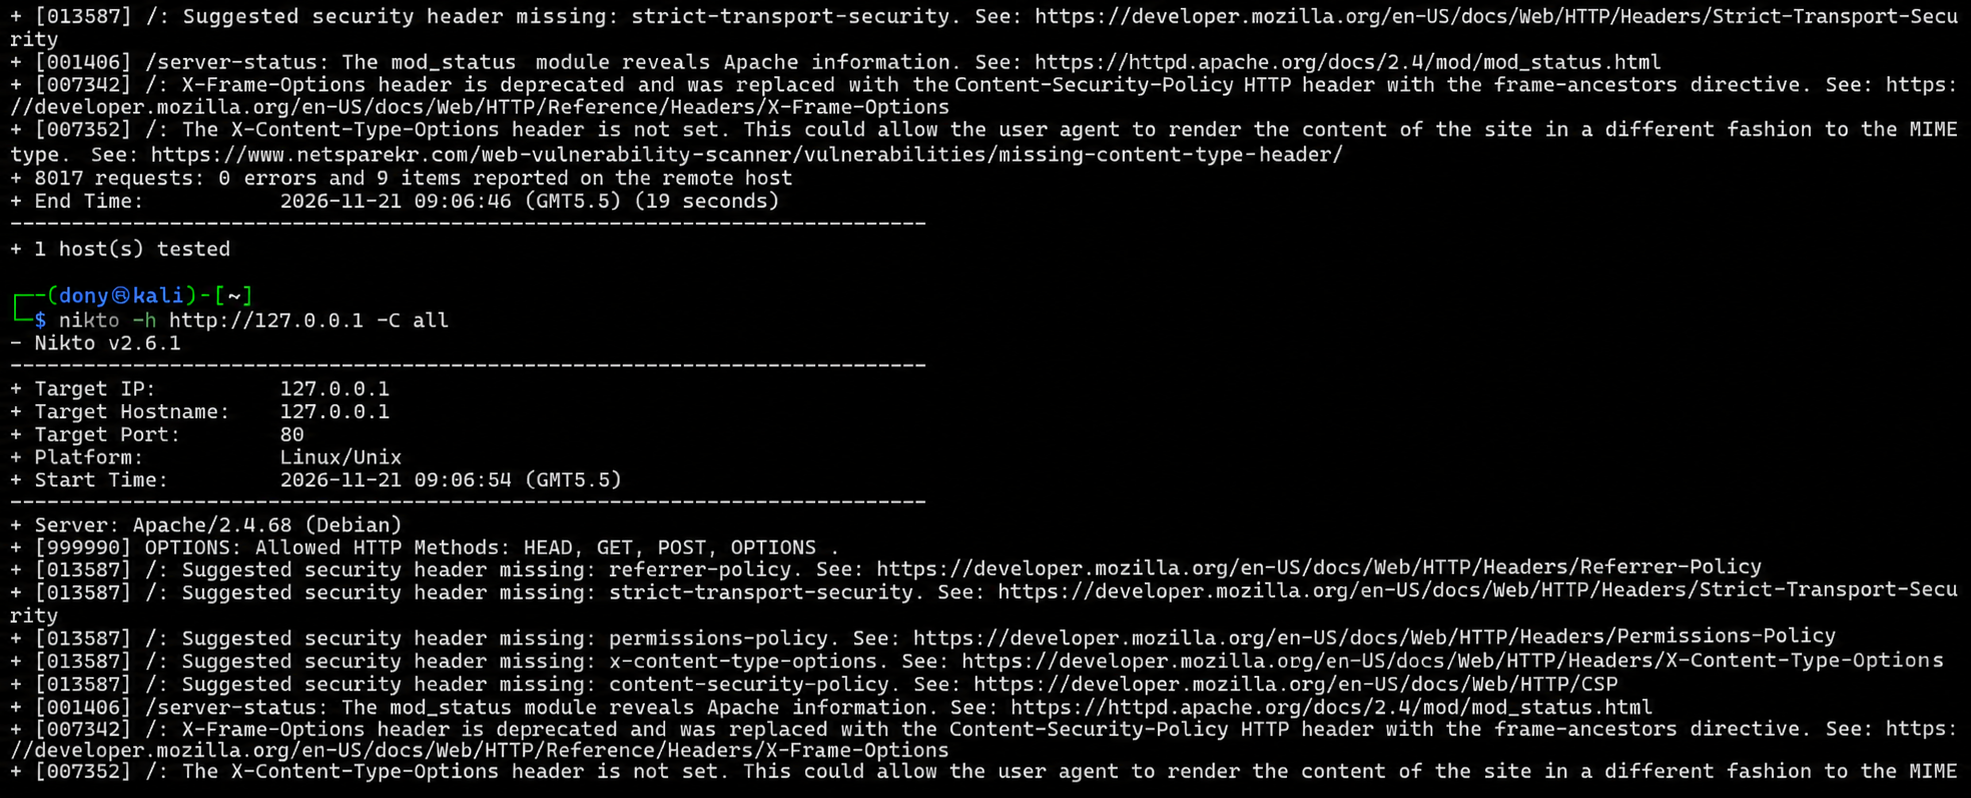 + [013587] /: Suggested security header missing: strict-transport-security. See: https://developer.mozilla.org/en-US/docs/Web/HTTP/Headers/Strict-Transport-Secu
rity
+ [001406] /server-status: The mod_status  module reveals Apache information. See: https://httpd.apache.org/docs/2.4/mod/mod_status.html
+ [007342] /: X-Frame-Options header is deprecated and was replaced with the Content-Security-Policy HTTP header with the frame-ancestors directive. See: https:
//developer.mozilla.org/en-US/docs/Web/HTTP/Reference/Headers/X-Frame-Options
+ [007352] /: The X-Content-Type-Options header is not set. This could allow the user agent to render the content of the site in a different fashion to the MIME
type.  See: https://www.netsparekr.com/web-vulnerability-scanner/vulnerabilities/missing-content-type-header/
+ 8017 requests: 0 errors and 9 items reported on the remote host
+ End Time:           2026-11-21 09:06:46 (GMT5.5) (19 seconds)
---------------------------------------------------------------------------
+ 1 host(s) tested
┌──(dony㉿kali)-[~]
└─$ nikto -h http://127.0.0.1 -C all
- Nikto v2.6.1
---------------------------------------------------------------------------
+ Target IP:          127.0.0.1
+ Target Hostname:    127.0.0.1
+ Target Port:        80
+ Platform:           Linux/Unix
+ Start Time:         2026-11-21 09:06:54 (GMT5.5)
---------------------------------------------------------------------------
+ Server: Apache/2.4.68 (Debian)
+ [999990] OPTIONS: Allowed HTTP Methods: HEAD, GET, POST, OPTIONS .
+ [013587] /: Suggested security header missing: referrer-policy. See: https://developer.mozilla.org/en-US/docs/Web/HTTP/Headers/Referrer-Policy
+ [013587] /: Suggested security header missing: strict-transport-security. See: https://developer.mozilla.org/en-US/docs/Web/HTTP/Headers/Strict-Transport-Secu
rity
+ [013587] /: Suggested security header missing: permissions-policy. See: https://developer.mozilla.org/en-US/docs/Web/HTTP/Headers/Permissions-Policy
+ [013587] /: Suggested security header missing: x-content-type-options. See: https://developer.mozilla.org/en-US/docs/Web/HTTP/Headers/X-Content-Type-Options
+ [013587] /: Suggested security header missing: content-security-policy. See: https://developer.mozilla.org/en-US/docs/Web/HTTP/CSP
+ [001406] /server-status: The mod_status module reveals Apache information. See: https://httpd.apache.org/docs/2.4/mod/mod_status.html
+ [007342] /: X-Frame-Options header is deprecated and was replaced with the Content-Security-Policy HTTP header with the frame-ancestors directive. See: https:
//developer.mozilla.org/en-US/docs/Web/HTTP/Reference/Headers/X-Frame-Options
+ [007352] /: The X-Content-Type-Options header is not set. This could allow the user agent to render the content of the site in a different fashion to the MIME